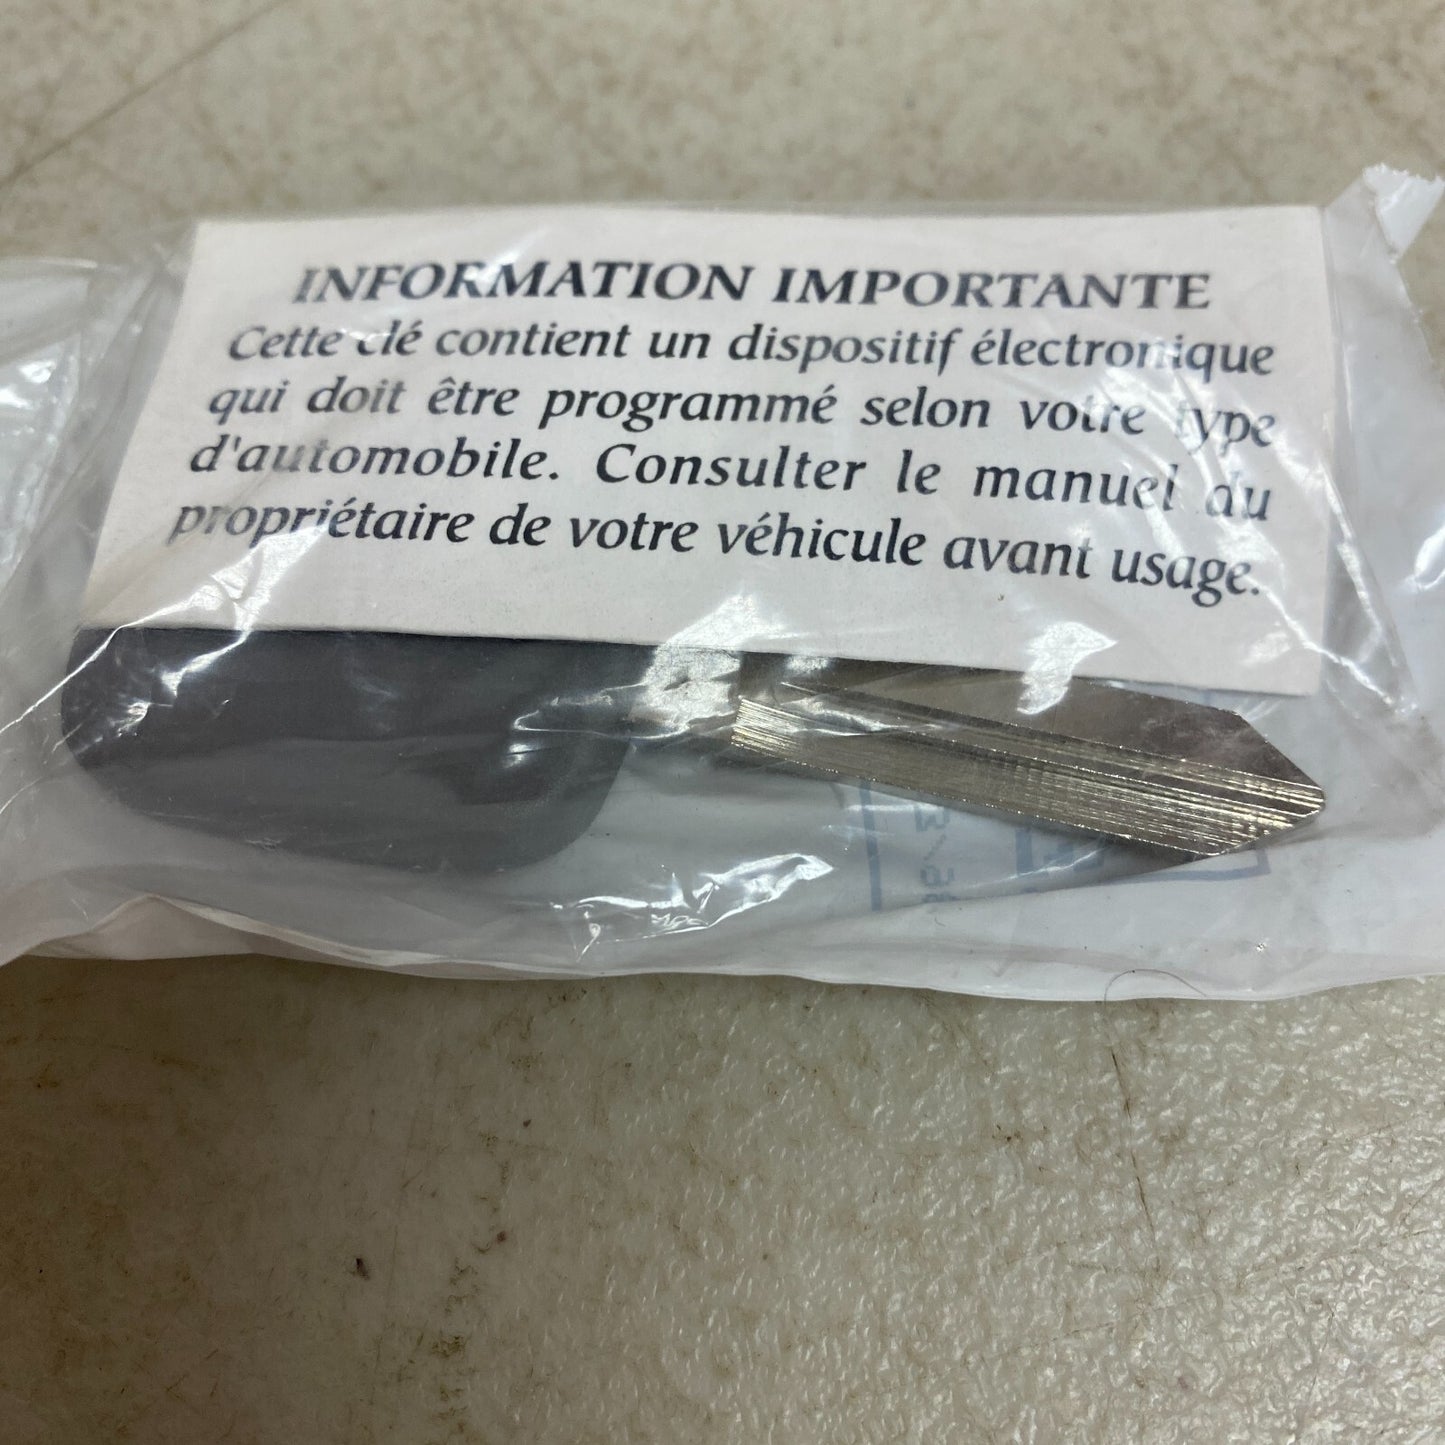 INFORMATION IMPORTANTE
Cette clé contient un dispositif électronique
qui doit être programmé selon votre type
d'automobile. Consulter le manuel du
propriétaire de votre véhicule avant usage.